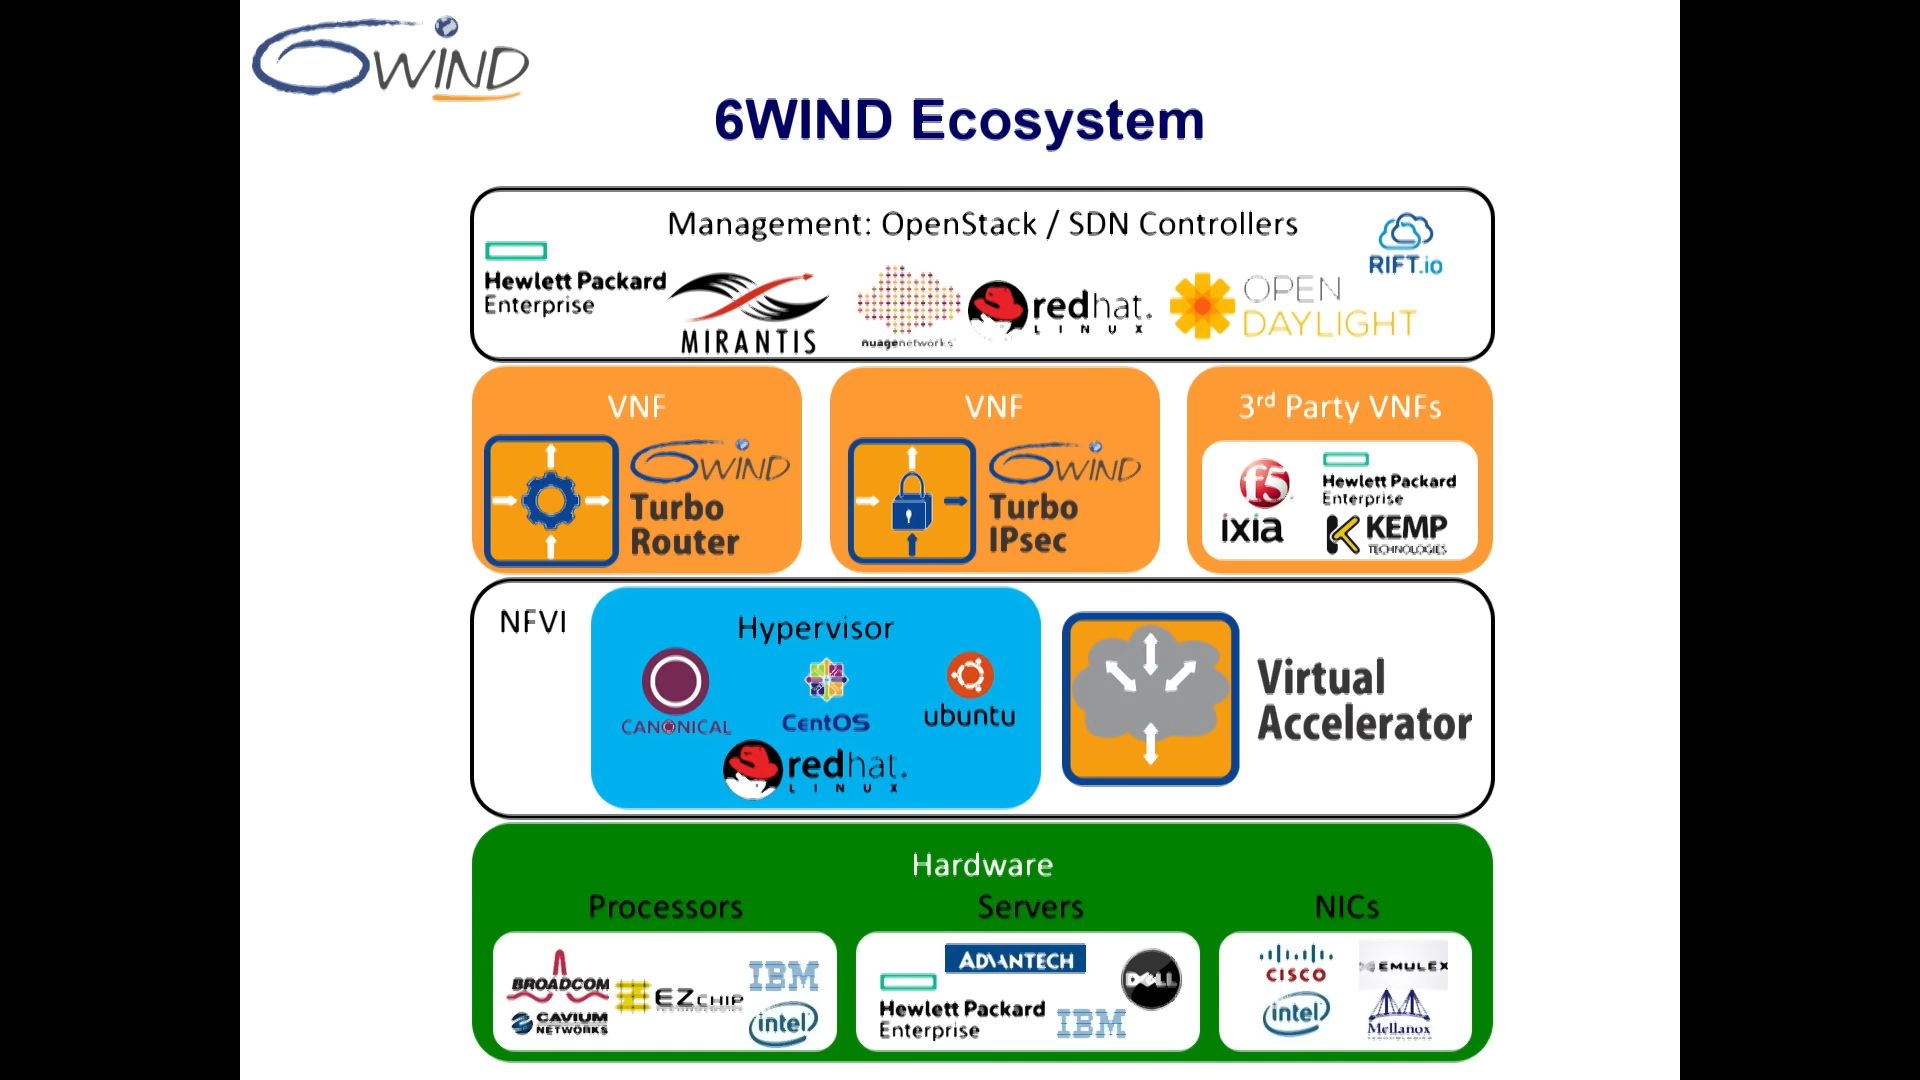 6WIND
6WIND Ecosystem
Management: OpenStack / SDN Controllers
RIFT.io
Hewlett Packard
Enterprise
MIRANTIS
nuagenetworks
redhat.
LINUX
OPEN
DAYLIGHT
VNF
6WIND
Turbo
Router
VNF
6WIND
Turbo
IPsec
3rd Party VNFs
f5
Hewlett Packard
Enterprise
ixia
KEMP
TECHNOLOGIES
NFVI
Hypervisor
CANONICAL
CentOS
ubuntu
redhat.
LINUX
Virtual
Accelerator
Hardware
Processors
BROADCOM
EZCHIP
TECHNOLOGIES
IBM
CAVIUM
NETWORKS
intel
Servers
ADVANTECH
DELL
Hewlett Packard
Enterprise
IBM
NICs
CISCO
EMULEX
intel
Mellanox
TECHNOLOGIES